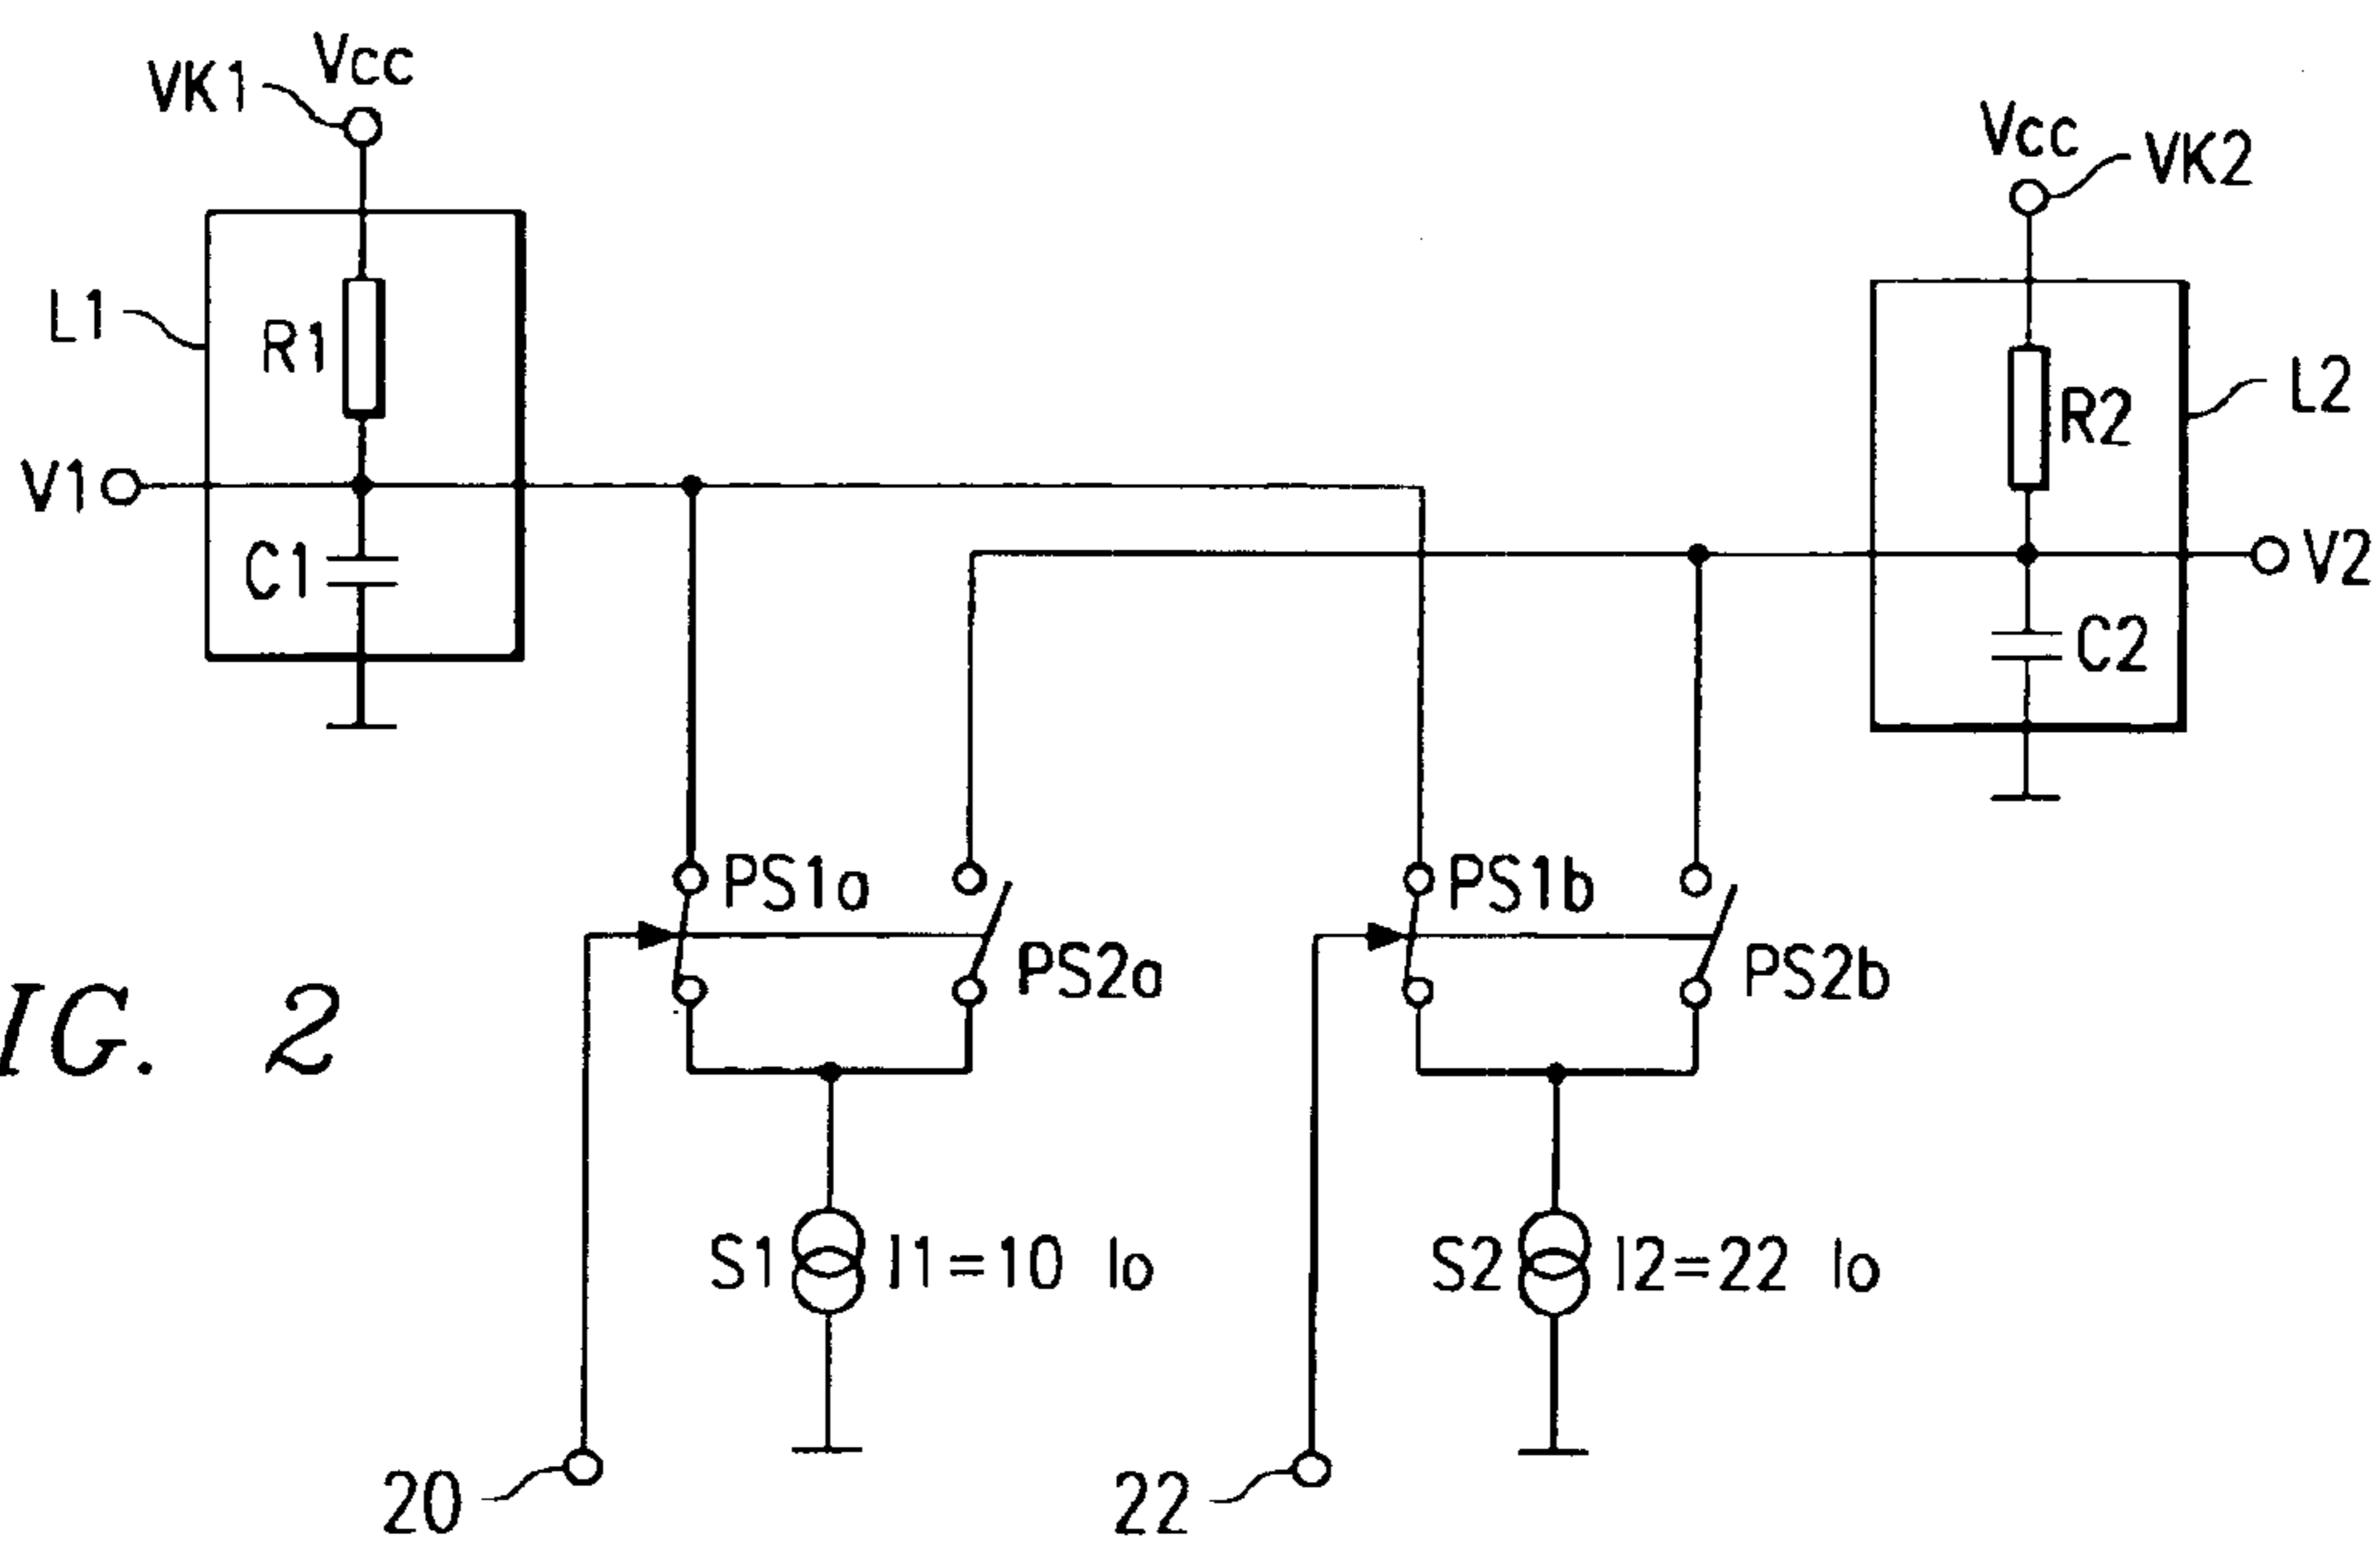 VK1
Vcc
Vcc
VK2
L1
R1
L2
R2
V1
C1
V2
C2
PS1a
PS1b
PS2a
PS2b
IG. 2
S1
I1=10 Io
S2
I2=22 Io
20
22